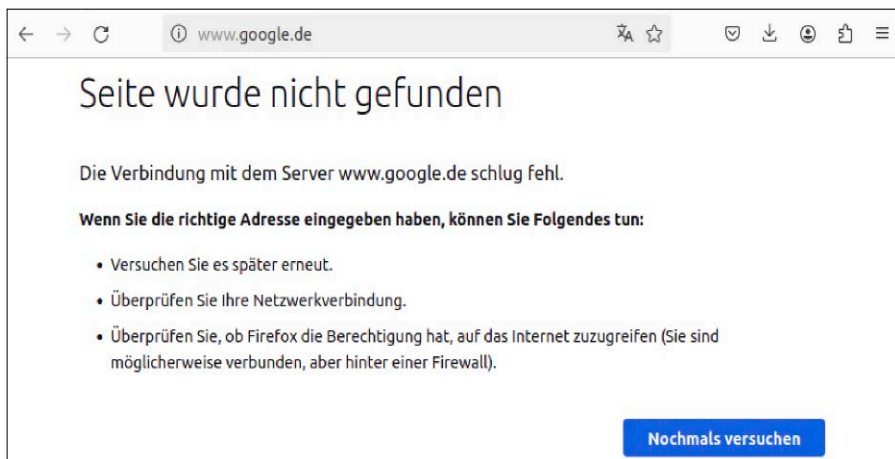 www.google.de
Seite wurde nicht gefunden
Die Verbindung mit dem Server www.google.de schlug fehl.
Wenn Sie die richtige Adresse eingegeben haben, können Sie Folgendes tun:
• Versuchen Sie es später erneut.
• Überprüfen Sie Ihre Netzwerkverbindung.
• Überprüfen Sie, ob Firefox die Berechtigung hat, auf das Internet zuzugreifen (Sie sind
möglicherweise verbunden, aber hinter einer Firewall).
Nochmals versuchen